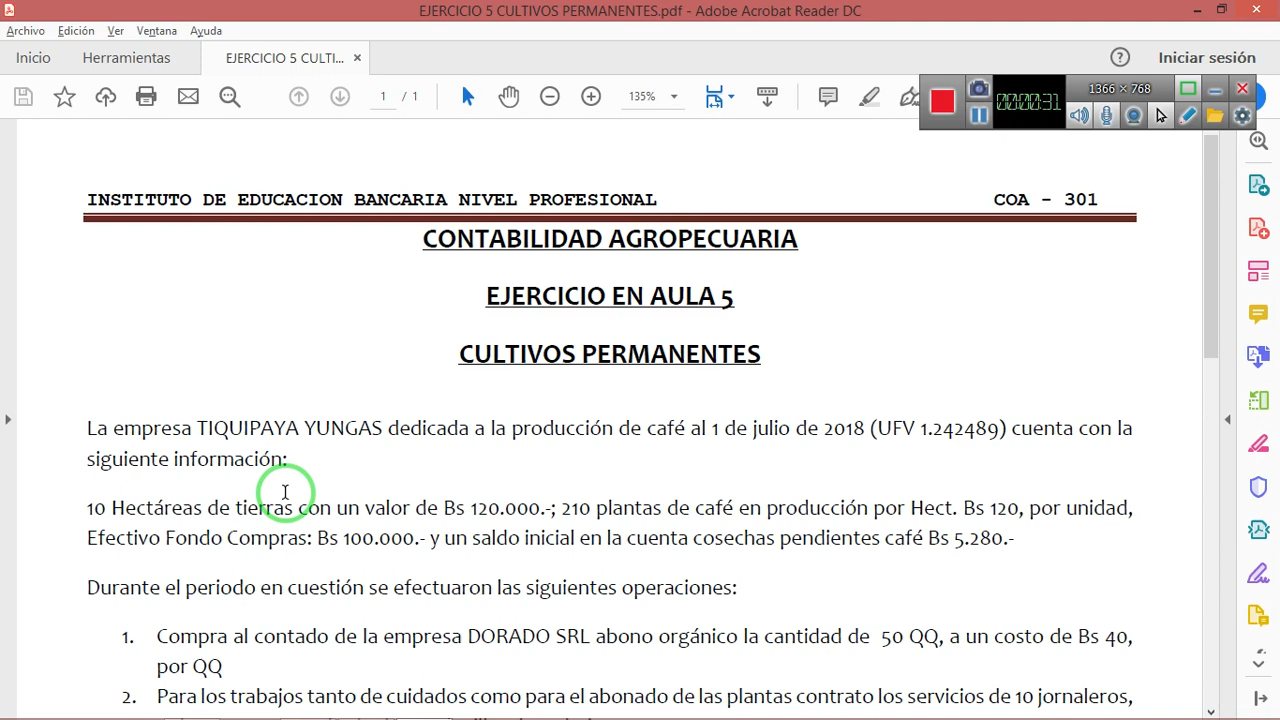 EJERCICIO 5 CULTIVOS PERMANENTES.pdf - Adobe Acrobat Reader DC
Archivo Edición Ver Ventana Ayuda
Inicio Herramientas EJERCICIO 5 CULTI... × Iniciar sesión
1 / 1 135%
1366 × 768
00:00:31
INSTITUTO DE EDUCACION BANCARIA NIVEL PROFESIONAL COA - 301
CONTABILIDAD AGROPECUARIA
EJERCICIO EN AULA 5
CULTIVOS PERMANENTES
La empresa TIQUIPAYA YUNGAS dedicada a la producción de café al 1 de julio de 2018 (UFV 1.242489) cuenta con la
siguiente información:
10 Hectáreas de tierras con un valor de Bs 120.000.-; 210 plantas de café en producción por Hect. Bs 120, por unidad,
Efectivo Fondo Compras: Bs 100.000.- y un saldo inicial en la cuenta cosechas pendientes café Bs 5.280.-
Durante el periodo en cuestión se efectuaron las siguientes operaciones:
1. Compra al contado de la empresa DORADO SRL abono orgánico la cantidad de 50 QQ, a un costo de Bs 40,
por QQ
2. Para los trabajos tanto de cuidados como para el abonado de las plantas contrato los servicios de 10 jornaleros,